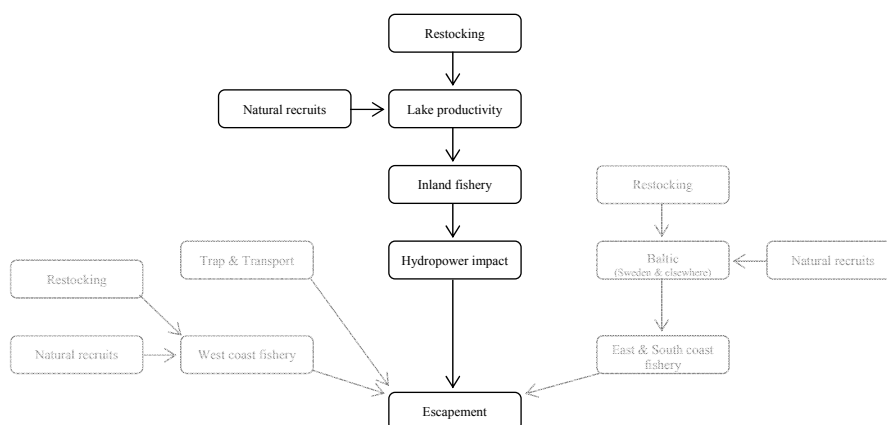 Restocking
Natural recruits
Lake productivity
Inland fishery
Restocking
Trap & Transport
Hydropower impact
Baltic
(Sweden & elsewhere)
Natural recruits
Restocking
Natural recruits
West coast fishery
East & South coast
fishery
Escapement